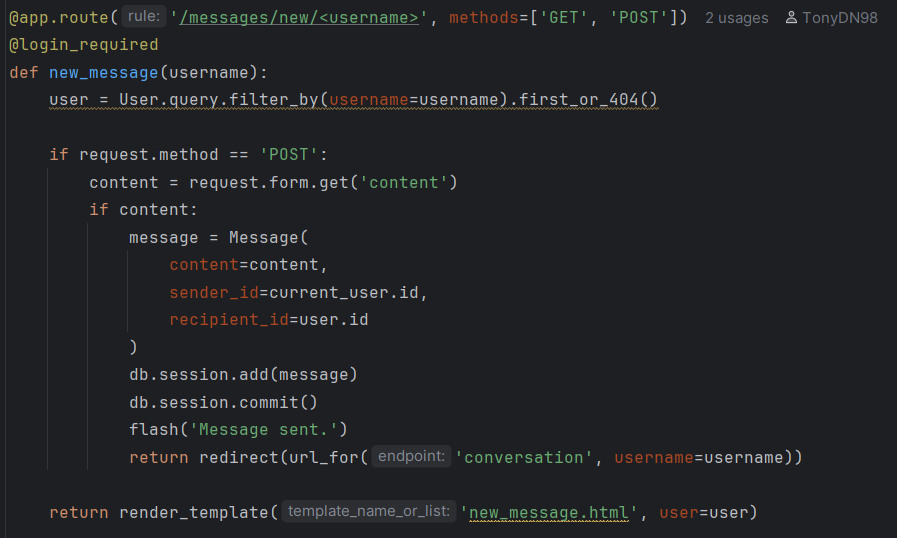 @app.route( rule: '/messages/new/<username>', methods=['GET', 'POST']) 2 usages TonyDN98
@login_required
def new_message(username):
    user = User.query.filter_by(username=username).first_or_404()
    if request.method == 'POST':
        content = request.form.get('content')
        if content:
            message = Message(
                content=content,
                sender_id=current_user.id,
                recipient_id=user.id
            )
            db.session.add(message)
            db.session.commit()
            flash('Message sent.')
            return redirect(url_for( endpoint: 'conversation', username=username))
    return render_template( template_name_or_list: 'new_message.html', user=user)